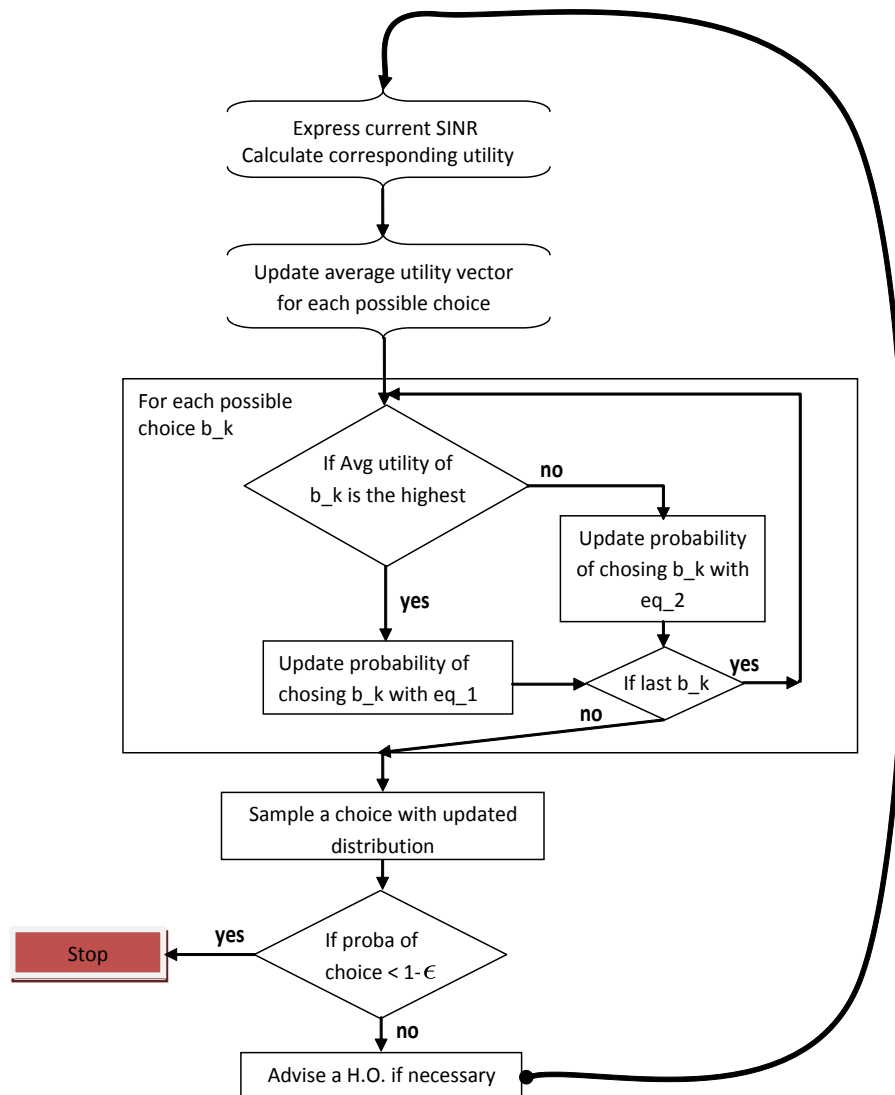 Express current SINR
Calculate corresponding utility
Update average utility vector
for each possible choice
For each possible
choice b_k
If Avg utility of
b_k is the highest
no
Update probability
of chosing b_k with
eq_2
yes
Update probability of
chosing b_k with eq_1
If last b_k
yes
no
Sample a choice with updated
distribution
If proba of
choice < 1-ϵ
yes
Stop
no
Advise a H.O. if necessary